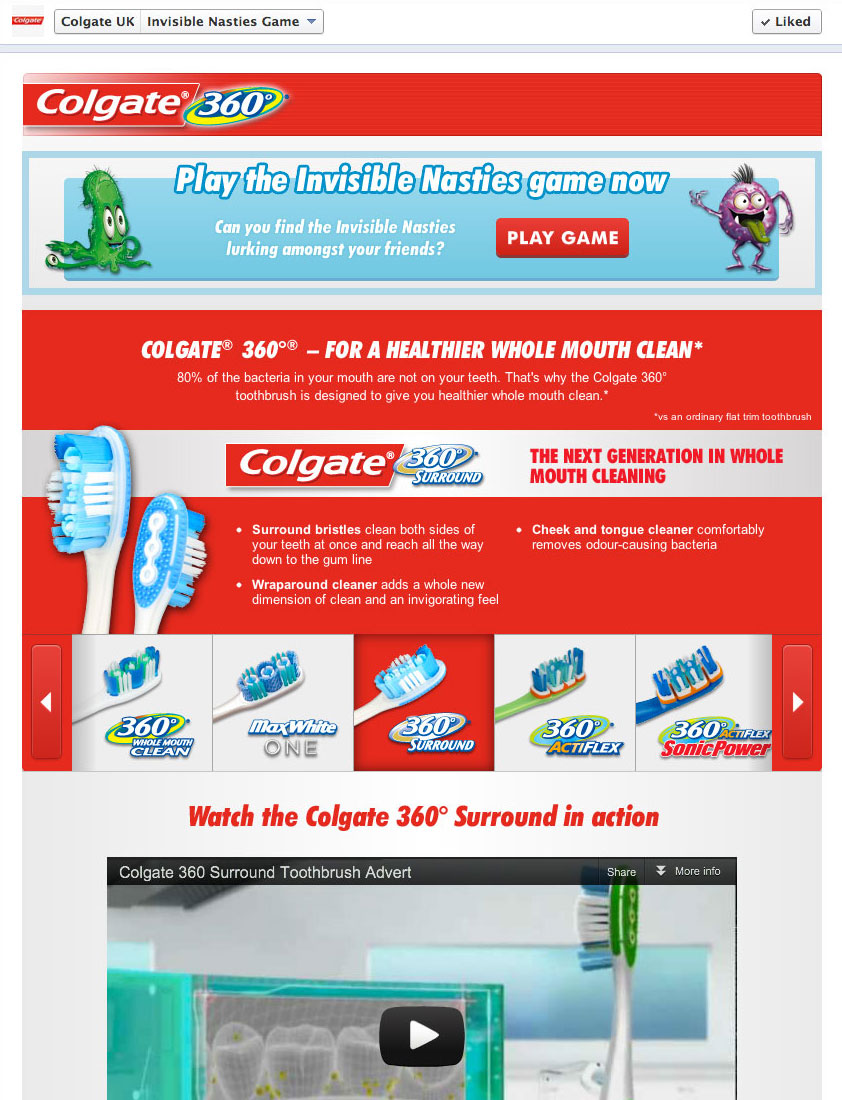 Colgate
Colgate UK
Invisible Nasties Game
Liked
Colgate® 360°
Play the Invisible Nasties game now
Can you find the Invisible Nasties
lurking amongst your friends?
PLAY GAME
COLGATE® 360°® – FOR A HEALTHIER WHOLE MOUTH CLEAN*
80% of the bacteria in your mouth are not on your teeth. That's why the Colgate 360°
toothbrush is designed to give you healthier whole mouth clean.*
*vs an ordinary flat trim toothbrush
Colgate® 360° SURROUND
THE NEXT GENERATION IN WHOLE
MOUTH CLEANING
• Surround bristles clean both sides of
your teeth at once and reach all the way
down to the gum line
• Wraparound cleaner adds a whole new
dimension of clean and an invigorating feel
• Cheek and tongue cleaner comfortably
removes odour-causing bacteria
360°
WHOLE MOUTH
CLEAN
MaxWhite
ONE
360°
SURROUND
360°
ACTIFLEX
360° ACTIFLEX
SonicPower
Watch the Colgate 360° Surround in action
Colgate 360 Surround Toothbrush Advert
Share
More info